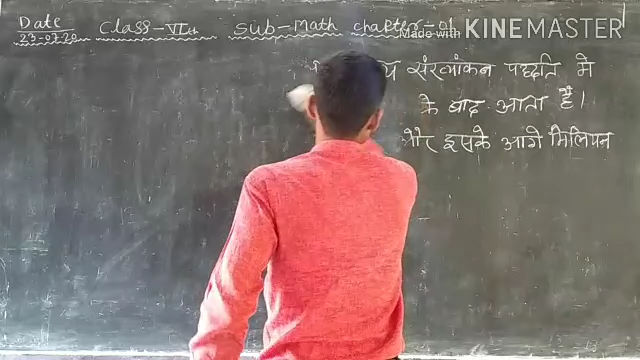 Date Class-VIth Sub-Math chapter-01
23-07-20
Made with KINEMASTER
य संख्यांकन पद्धति मे
के बाद आता है।
और इसके आगे मिलियन